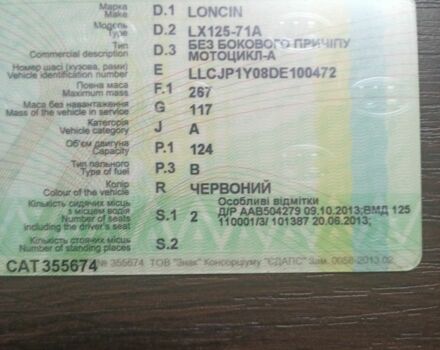 Марка D.1 LONCIN
Make
Модель D.2 LX125-71A
Type
Тип D.3 БЕЗ БОКОВОГО ПРИЧІПУ
Commercial description МОТОЦИКЛ-А
Номер шасі (кузова, рами) E LLCJP1Y08DE100472
Vehicle identification number
Повна маса F.1 267
Maximum mass
Маса без навантаження G 117
Mass of the vehicle in service
Категорія J A
Vehicle category
Об'єм двигуна P.1 124
Capacity
Тип пального P.3 B
Type of fuel
Колір R ЧЕРВОНИЙ
Colour of the vehicle
Кількість сидячих місць Особливі відмітки
з місцем водія S.1 2 Д/Р ААВ504279 09.10.2013;ВМД 125
Number of seats 110001/3/ 101387 20.06.2013;
including the driver's seat
Кількість стоячих місць S.2
Number of standing places
САТ 355674 № 355674 ТОВ "Знак" Консорціуму "ЄДАПС" Зам. 0058-2013.02